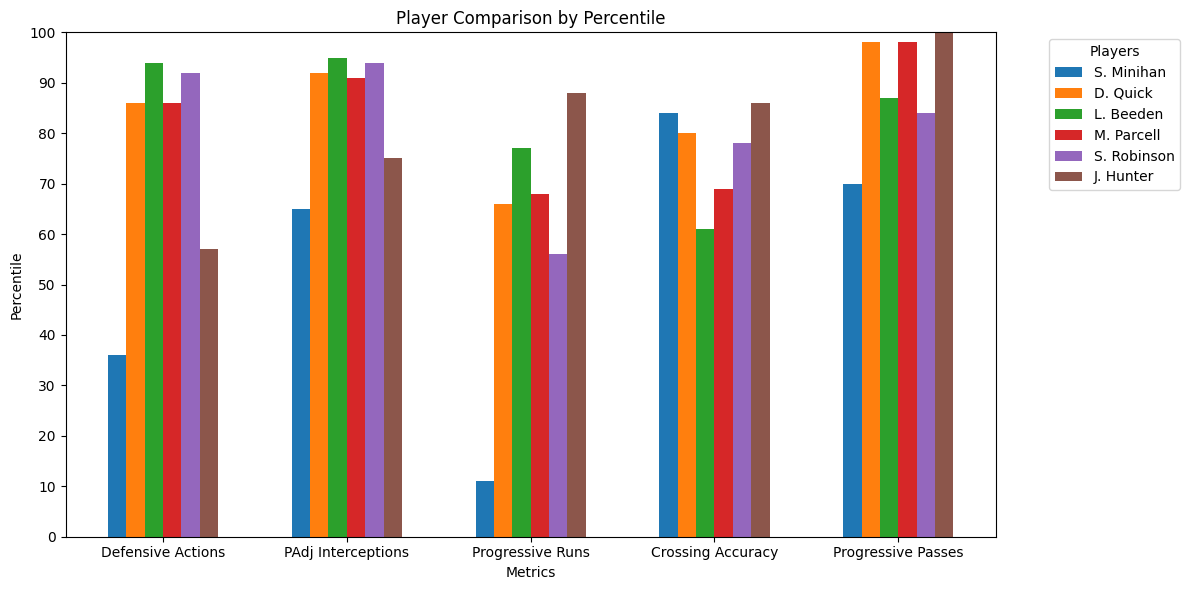 Player Comparison by Percentile
Percentile
100
90
80
70
60
50
40
30
20
10
0
Defensive Actions
PAdj Interceptions
Progressive Runs
Crossing Accuracy
Progressive Passes
Metrics
Players
S. Minihan
D. Quick
L. Beeden
M. Parcell
S. Robinson
J. Hunter